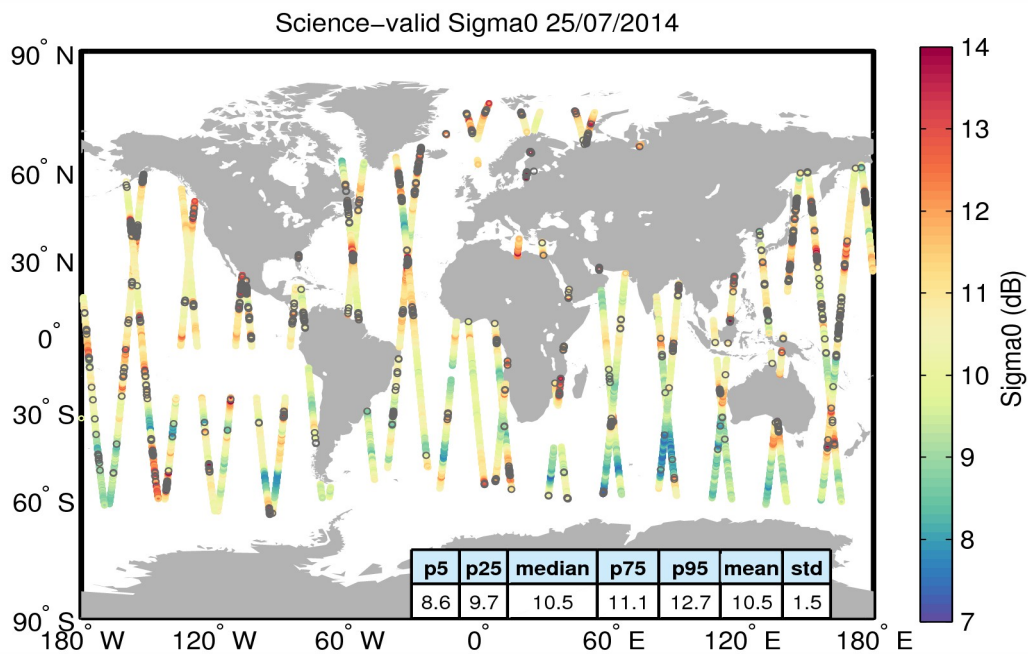 Science−valid Sigma0 25/07/2014
90° N
60° N
30° N
0°
30° S
60° S
90° S
180° W
120° W
60° W
0°
60° E
120° E
180° E
p5 p25 median p75 p95 mean std
8.6 9.7 10.5 11.1 12.7 10.5 1.5
14
13
12
11
10
9
8
7
Sigma0 (dB)